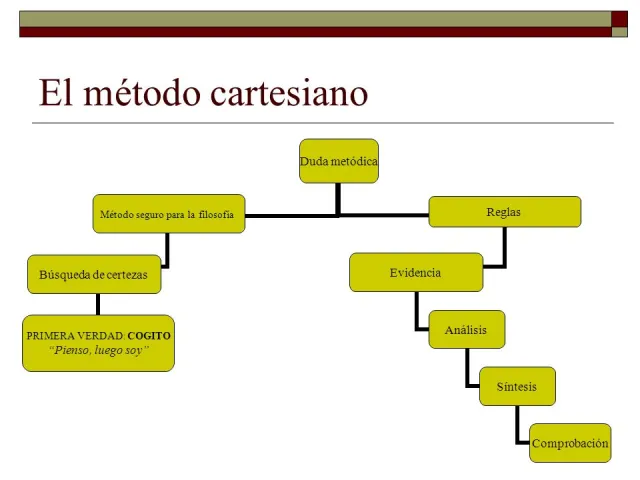 El método cartesiano
Duda metódica
Método seguro para la filosofía
Reglas
Búsqueda de certezas
Evidencia
PRIMERA VERDAD: COGITO
“Pienso, luego soy”
Análisis
Síntesis
Comprobación